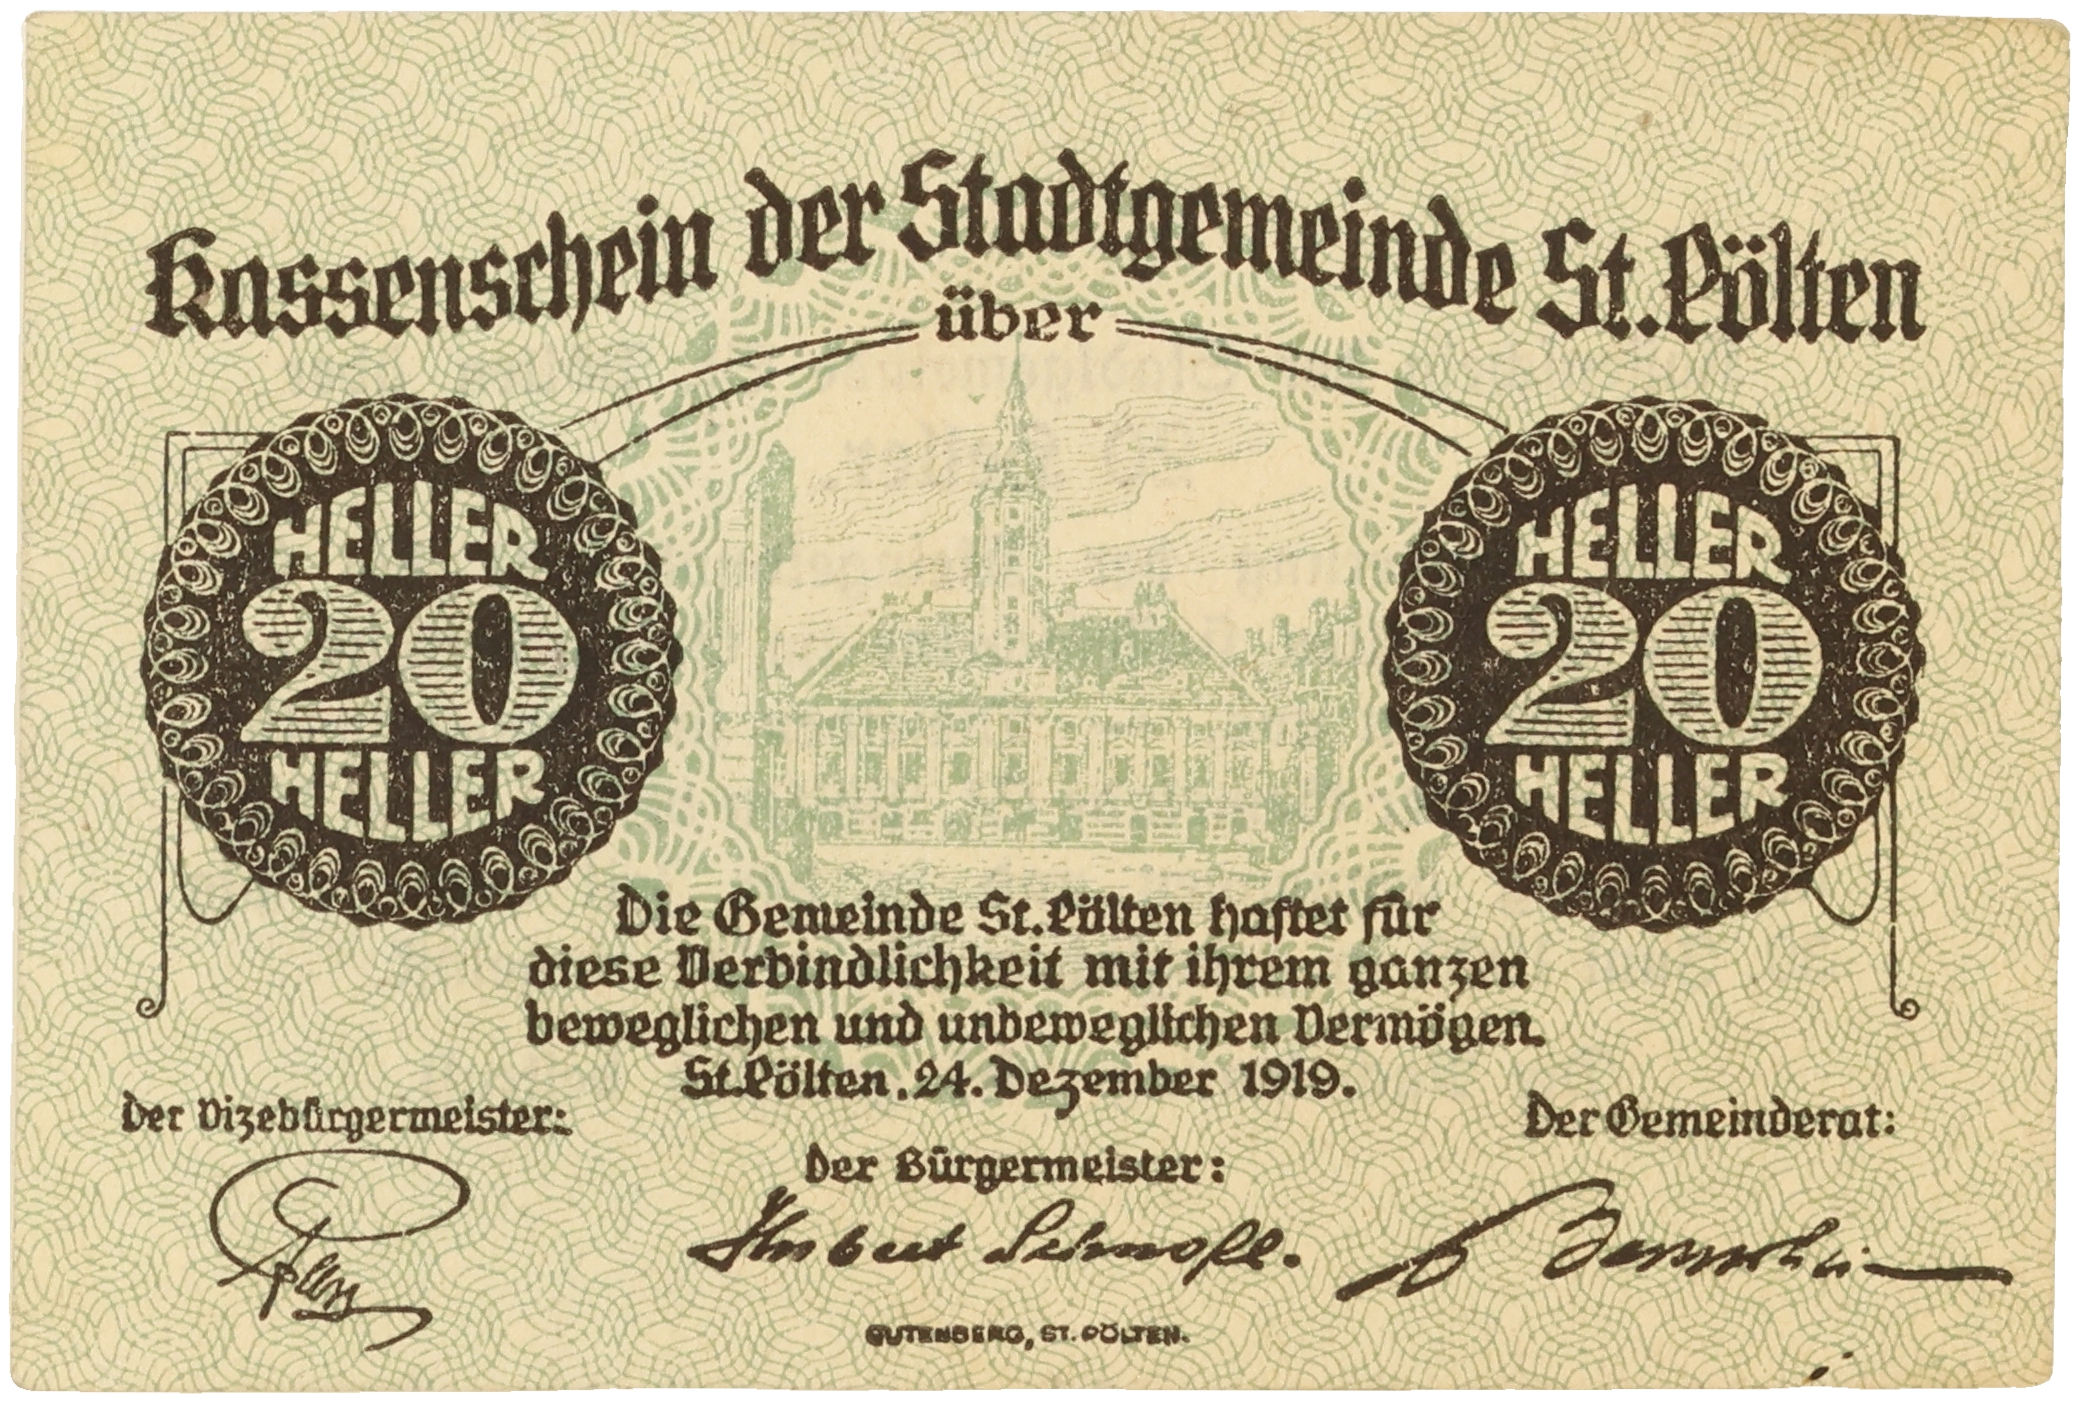 Kassenschein der Stadtgemeinde St. Pölten
über
HELLER
20
HELLER
HELLER
20
HELLER
Die Gemeinde St. Pölten haftet für
diese Verbindlichkeit mit ihrem ganzen
beweglichen und unbeweglichen Vermögen.
St. Pölten, 24. Dezember 1919.
Der Vizebürgermeister:
Der Gemeinderat:
Der Bürgermeister:
GUTENBERG, ST. PÖLTEN.